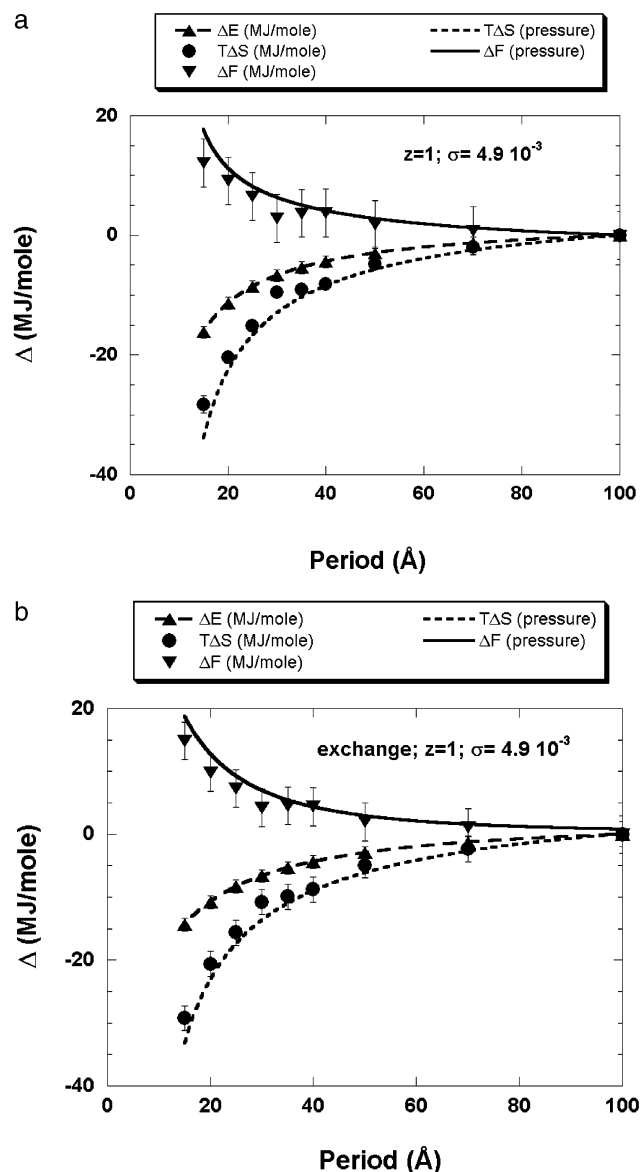 a
ΔE (MJ/mole) TΔS (pressure)
TΔS (MJ/mole) ΔF (pressure)
ΔF (MJ/mole)
20
z=1; σ= 4.9 10⁻³
0
Δ (MJ/mole)
-20
-40
0 20 40 60 80 100
Period (Å)
b
ΔE (MJ/mole) TΔS (pressure)
TΔS (MJ/mole) ΔF (pressure)
ΔF (MJ/mole)
20
exchange; z=1; σ= 4.9 10⁻³
0
Δ (MJ/mole)
-20
-40
0 20 40 60 80 100
Period (Å)